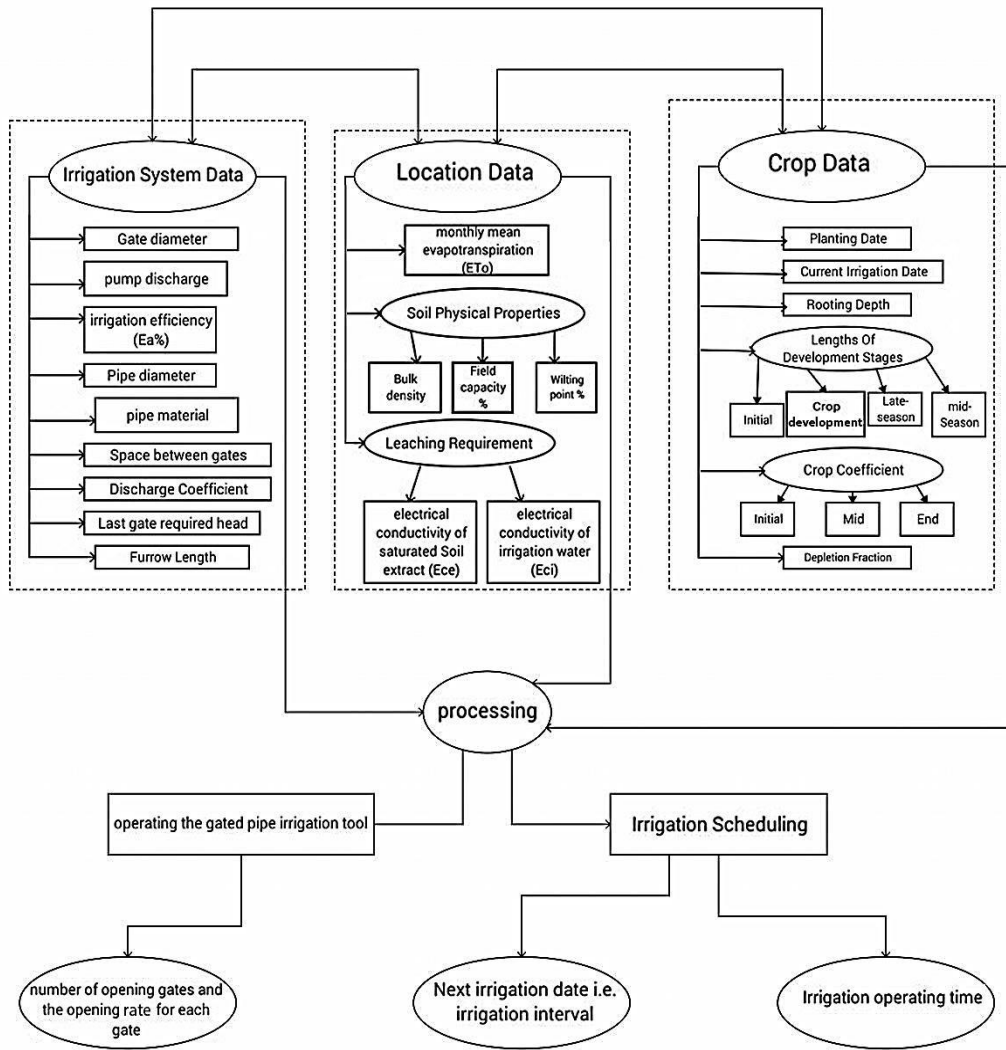 Irrigation System Data
Gate diameter
pump discharge
irrigation efficiency
(Ea%)
Pipe diameter
pipe material
Space between gates
Discharge Coefficient
Last gate required head
Furrow Length
Location Data
monthly mean
evapotranspiration
(ETo)
Soil Physical Properties
Bulk
density
Field
capacity
%
Wilting
point %
Leaching Requirement
electrical
conductivity of
saturated Soil
extract (Ece)
electrical
conductivity of
irrigation water
(Eci)
Crop Data
Planting Date
Current Irrigation Date
Rooting Depth
Lengths Of
Development Stages
Initial
Crop
development
Late-
season
mid-
Season
Crop Coefficient
Initial
Mid
End
Depletion Fraction
processing
operating the gated pipe irrigation tool
Irrigation Scheduling
number of opening gates and
the opening rate for each
gate
Next irrigation date i.e.
irrigation interval
Irrigation operating time